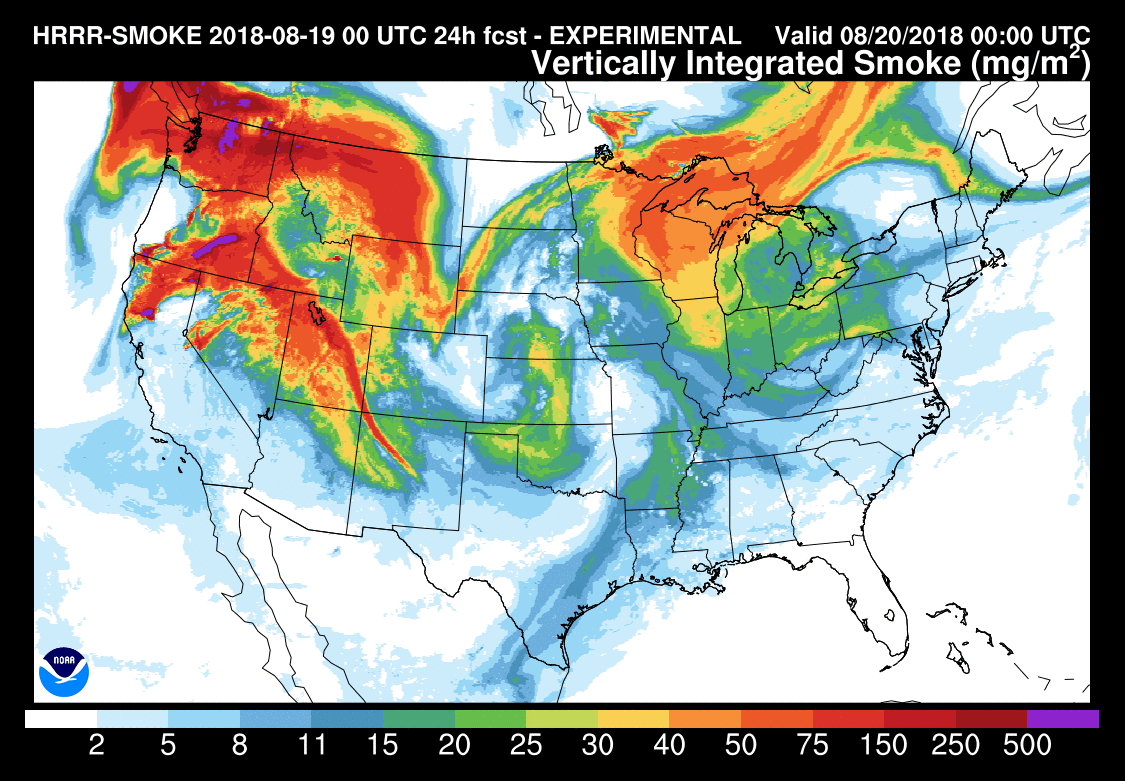 HRRR-SMOKE 2018-08-19 00 UTC 24h fcst - EXPERIMENTAL Valid 08/20/2018 00:00 UTC
Vertically Integrated Smoke (mg/m²)
NOAA
2 5 8 11 15 20 25 30 40 50 75 150 250 500